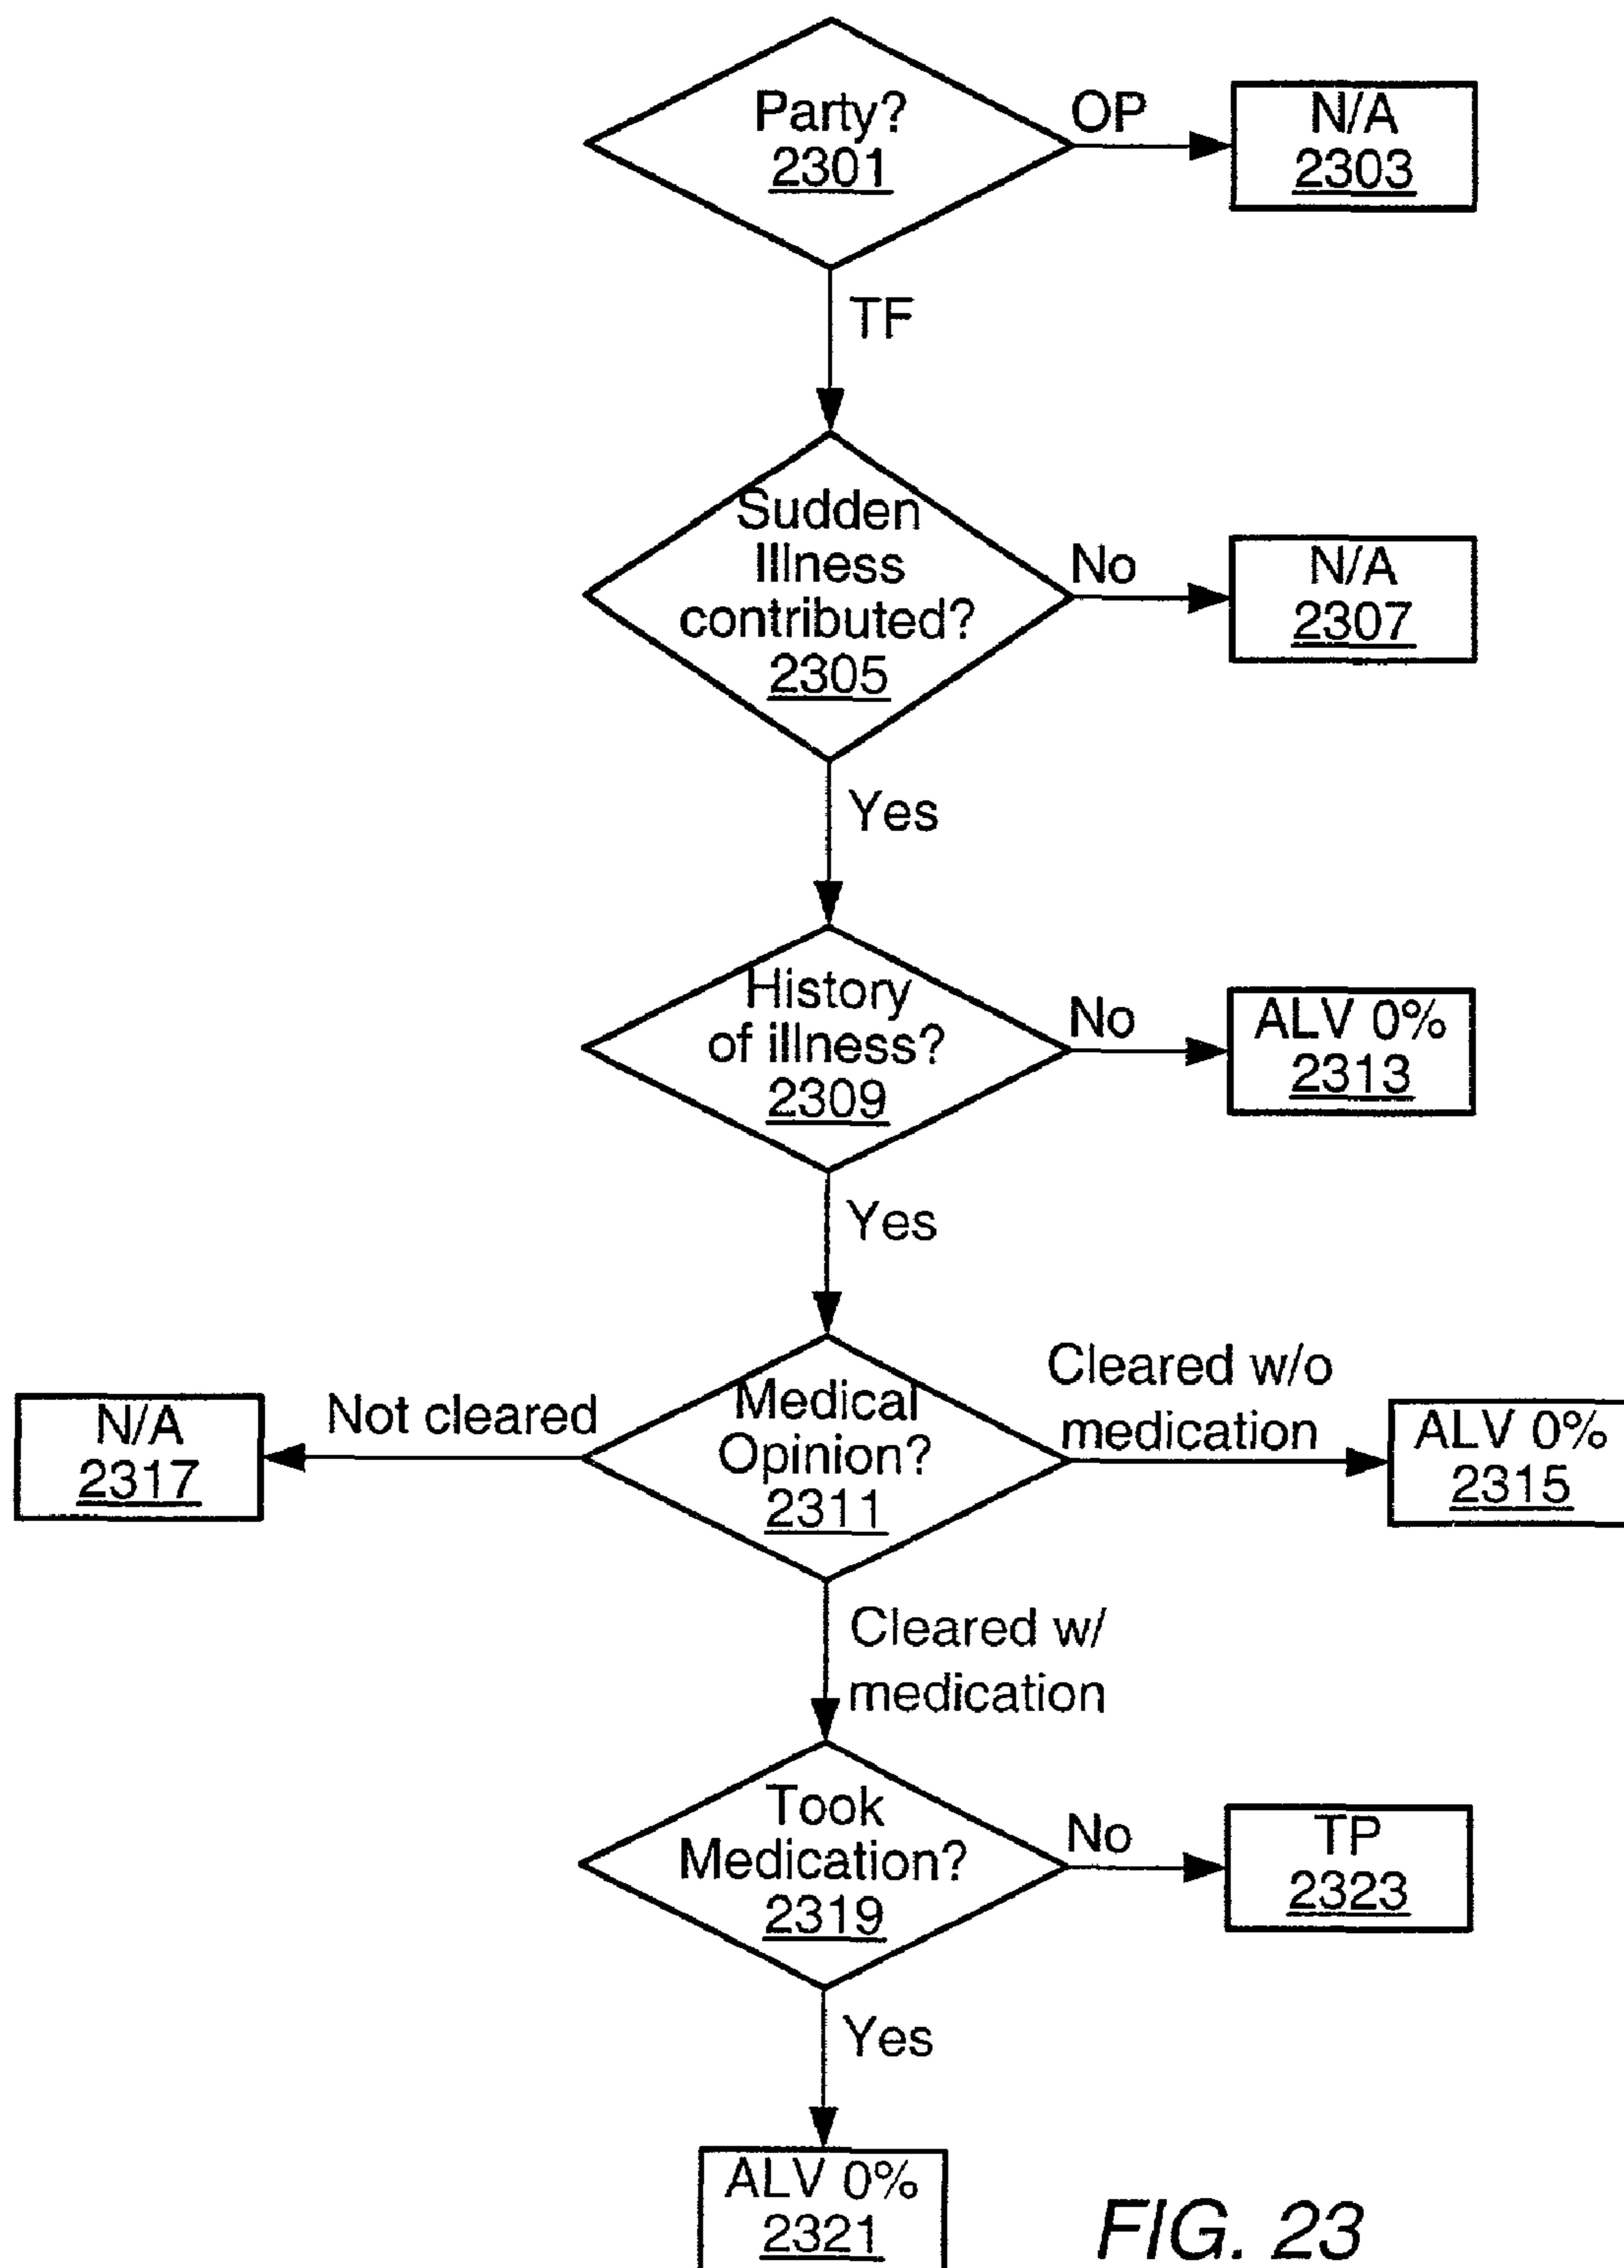 Party?
2301
OP
N/A
2303
TF
Sudden
Illness
contributed?
2305
No
N/A
2307
Yes
History
of illness?
2309
No
ALV 0%
2313
Yes
Medical
Opinion?
2311
Not cleared
N/A
2317
Cleared w/o
medication
ALV 0%
2315
Cleared w/
medication
Took
Medication?
2319
No
TP
2323
Yes
ALV 0%
2321
FIG. 23